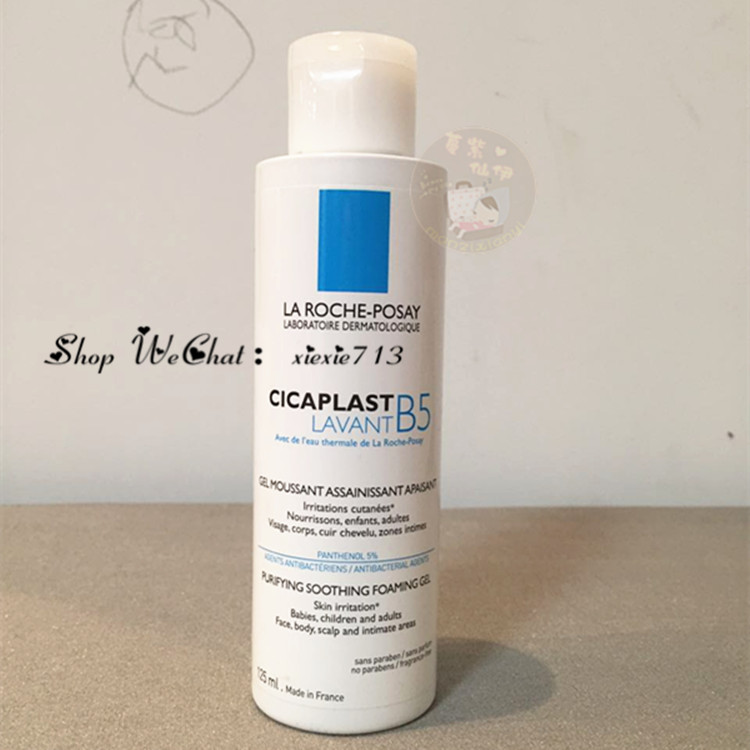 LA ROCHE-POSAY
LABORATOIRE DERMATOLOGIQUE
Shop WeChat： xiexie713
CICAPLAST
LAVANT B5
Avec de l'eau thermale de La Roche-Posay
GEL MOUSSANT ASSAINISSANT APAISANT
Irritations cutanées*
Nourrissons, enfants, adultes
Visage, corps, cuir chevelu, zones intimes
PANTHENOL 5%
AGENTS ANTIBACTÉRIENS / ANTIBACTERIAL AGENTS
PURIFYING SOOTHING FOAMING GEL
Skin irritation*
Babies, children and adults
Face, body, scalp and intimate areas
sans paraben / sans parfum
no parabens / fragrance-free
125 ml . Made in France